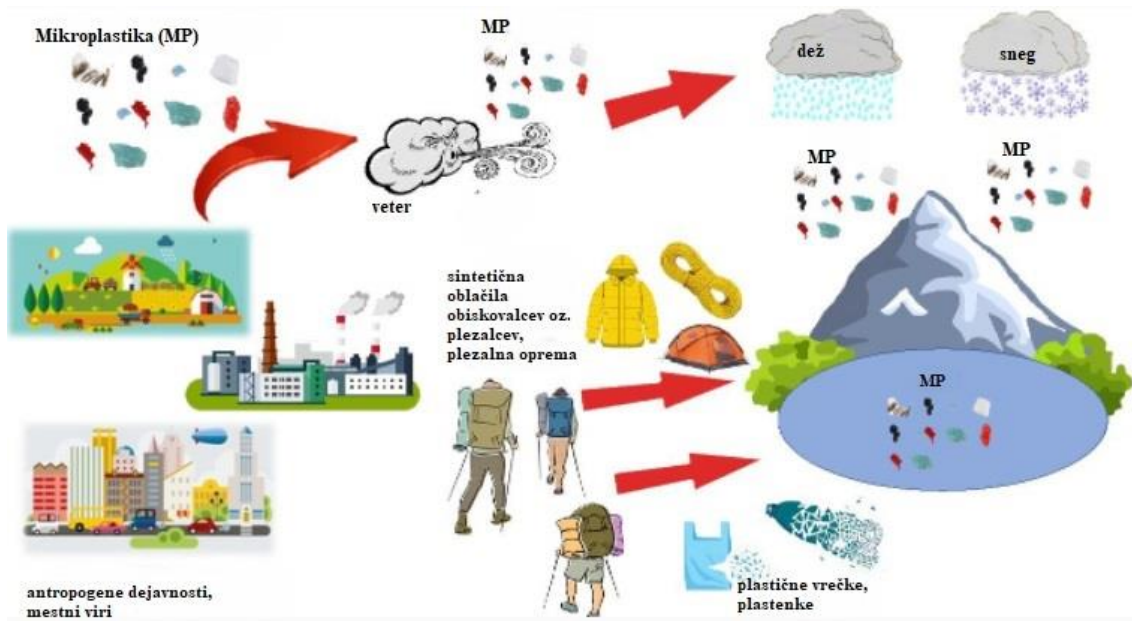 Mikroplastika (MP)
MP
dež
sneg
MP
MP
veter
sintetična
oblačila
obiskovalcev oz.
plezalcev,
plezalna oprema
MP
plastične vrečke,
plastenke
antropogene dejavnosti,
mestni viri